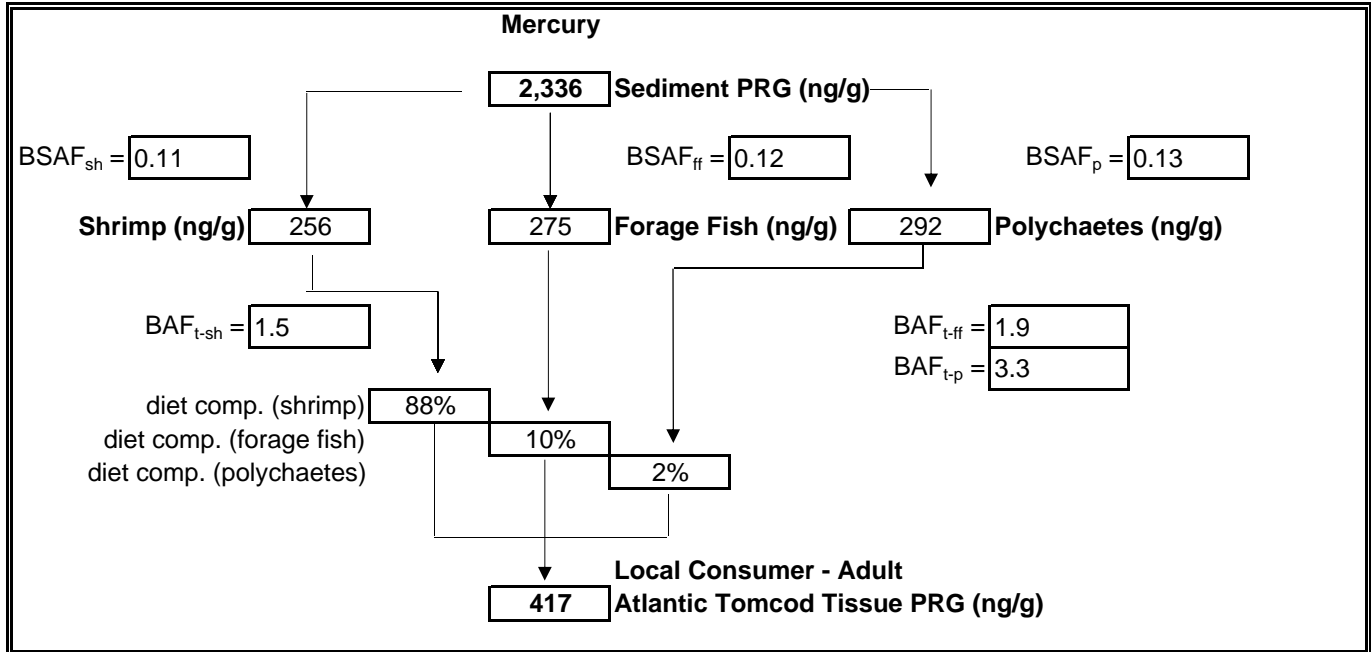 Mercury
2,336 Sediment PRG (ng/g)
BSAFsh = 0.11 BSAFff = 0.12 BSAFp = 0.13
Shrimp (ng/g) 256 275 Forage Fish (ng/g) 292 Polychaetes (ng/g)
BAFt-sh = 1.5 BAFt-ff = 1.9
BAFt-p = 3.3
diet comp. (shrimp) 88%
diet comp. (forage fish) 10%
diet comp. (polychaetes) 2%
Local Consumer - Adult
417 Atlantic Tomcod Tissue PRG (ng/g)